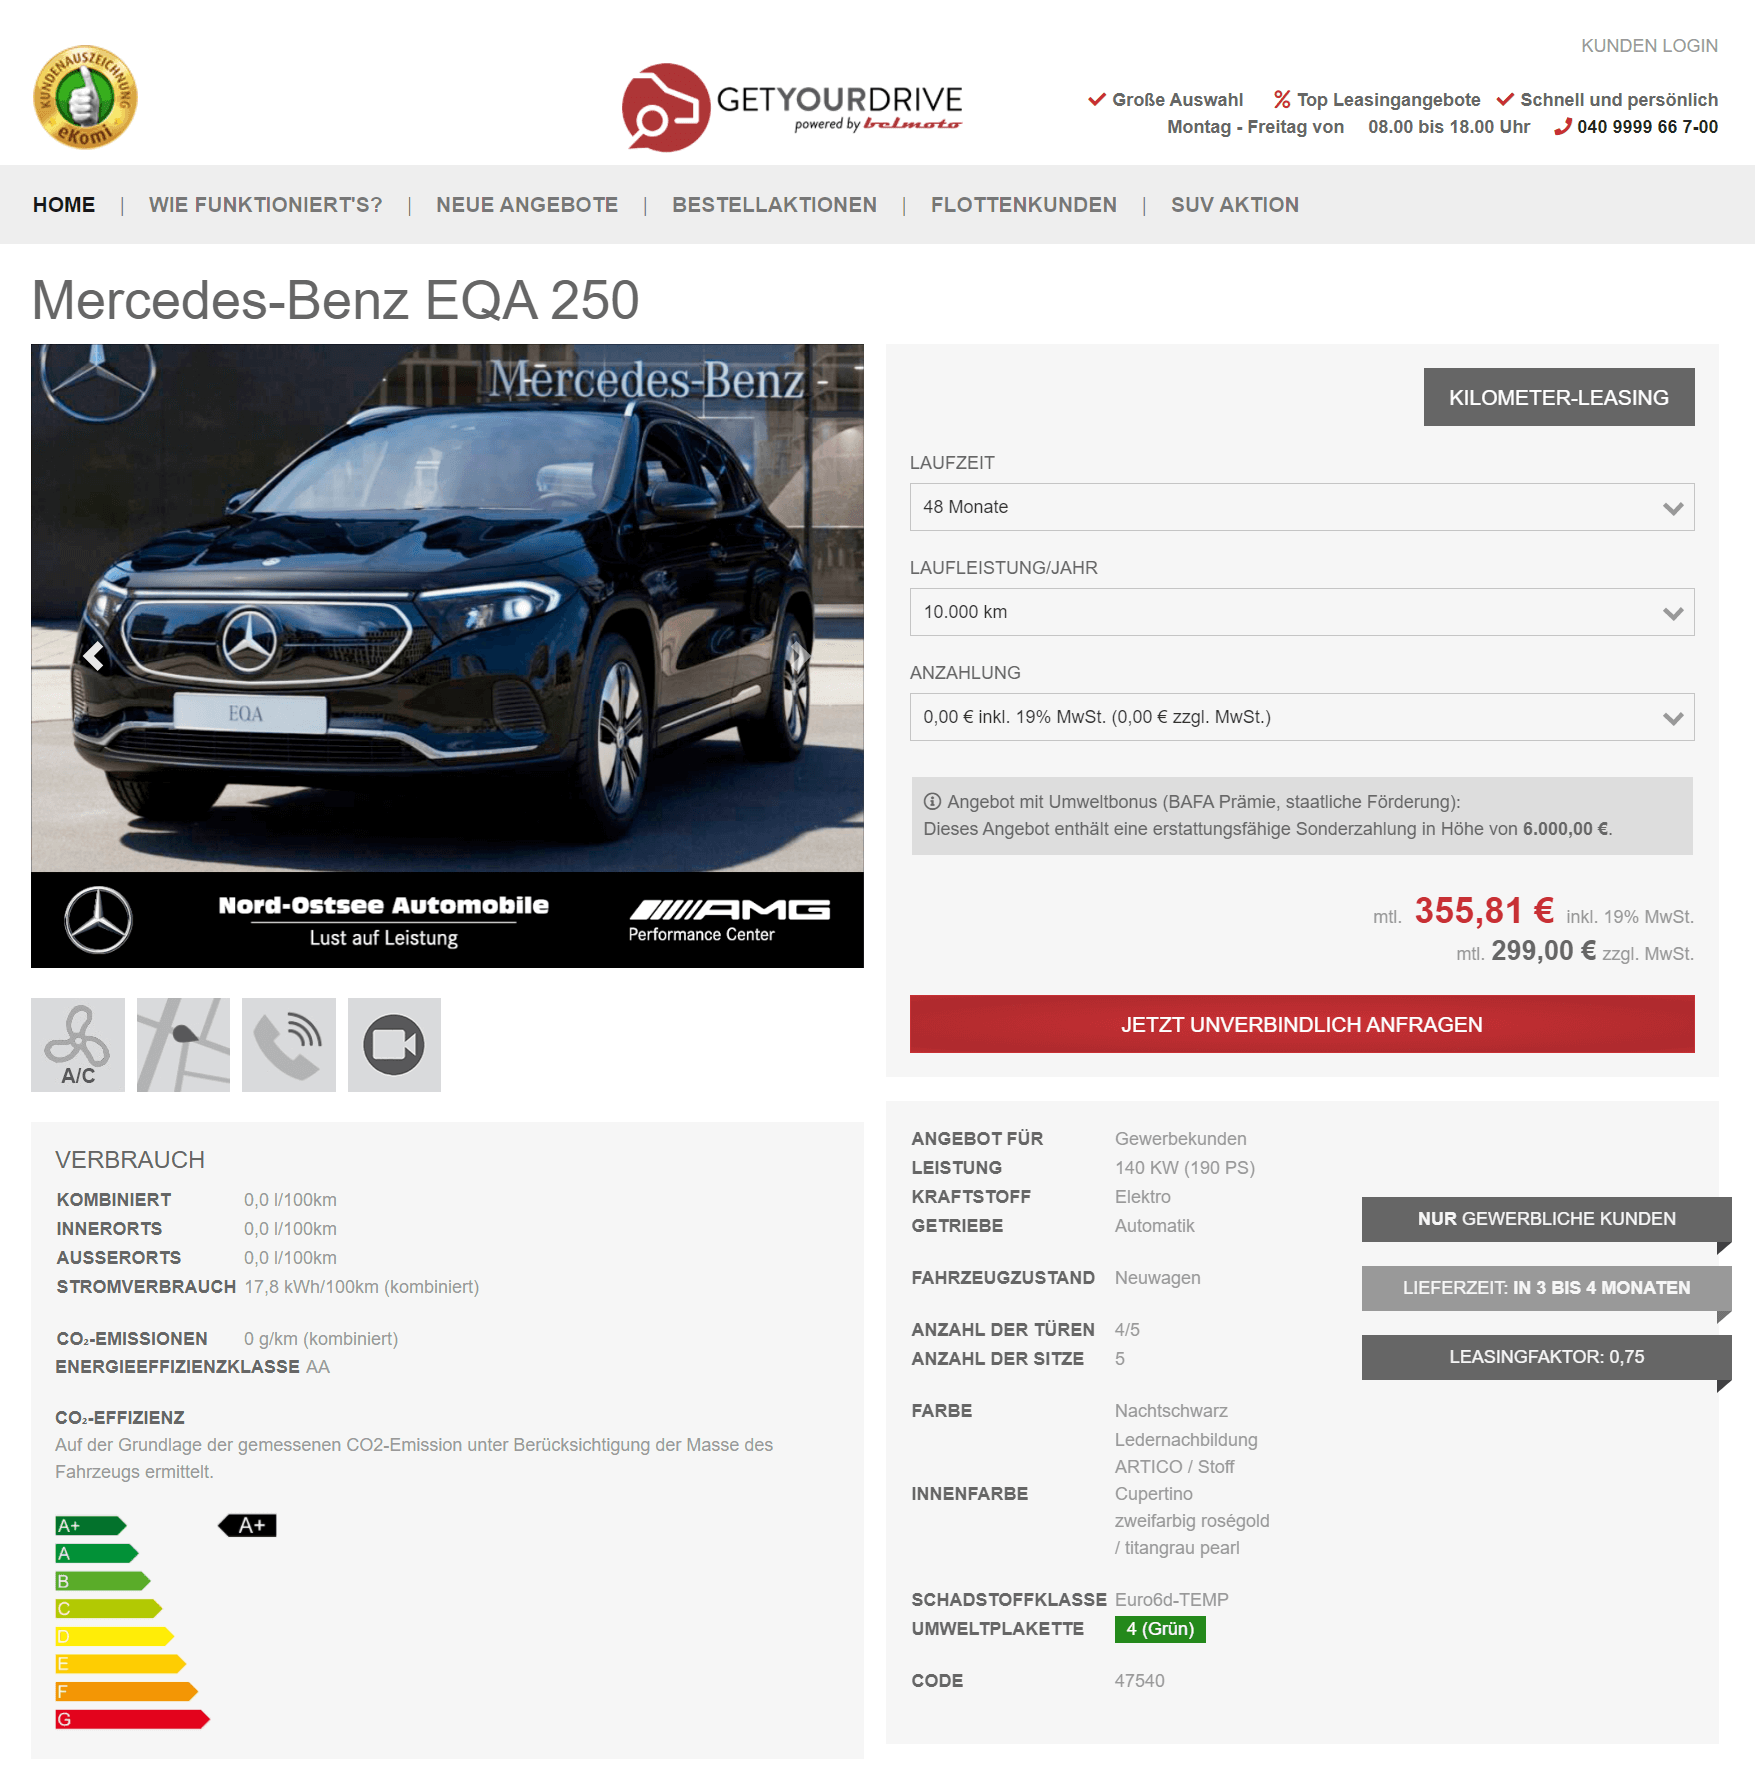 KUNDENAUSZEICHNUNG
eKomi
GETYOURDRIVE
powered by belmoto
KUNDEN LOGIN
Große Auswahl % Top Leasingangebote Schnell und persönlich
Montag - Freitag von 08.00 bis 18.00 Uhr 040 9999 66 7-00
HOME | WIE FUNKTIONIERT'S? | NEUE ANGEBOTE | BESTELLAKTIONEN | FLOTTENKUNDEN | SUV AKTION
Mercedes-Benz EQA 250
Mercedes-Benz
EQA
Nord-Ostsee Automobile
Lust auf Leistung
AMG
Performance Center
A/C
KILOMETER-LEASING
LAUFZEIT
48 Monate
LAUFLEISTUNG/JAHR
10.000 km
ANZAHLUNG
0,00 € inkl. 19% MwSt. (0,00 € zzgl. MwSt.)
Angebot mit Umweltbonus (BAFA Prämie, staatliche Förderung):
Dieses Angebot enthält eine erstattungsfähige Sonderzahlung in Höhe von 6.000,00 €.
mtl. 355,81 € inkl. 19% MwSt.
mtl. 299,00 € zzgl. MwSt.
JETZT UNVERBINDLICH ANFRAGEN
VERBRAUCH
KOMBINIERT 0,0 l/100km
INNERORTS 0,0 l/100km
AUSSERORTS 0,0 l/100km
STROMVERBRAUCH 17,8 kWh/100km (kombiniert)
CO₂-EMISSIONEN 0 g/km (kombiniert)
ENERGIEEFFIZIENZKLASSE AA
CO₂-EFFIZIENZ
Auf der Grundlage der gemessenen CO2-Emission unter Berücksichtigung der Masse des
Fahrzeugs ermittelt.
A+ A+
A
B
C
D
E
F
G
ANGEBOT FÜR Gewerbekunden
LEISTUNG 140 KW (190 PS)
KRAFTSTOFF Elektro
GETRIEBE Automatik
FAHRZEUGZUSTAND Neuwagen
ANZAHL DER TÜREN 4/5
ANZAHL DER SITZE 5
FARBE Nachtschwarz
Ledernachbildung
ARTICO / Stoff
INNENFARBE Cupertino
zweifarbig roségold
/ titangrau pearl
SCHADSTOFFKLASSE Euro6d-TEMP
UMWELTPLAKETTE 4 (Grün)
CODE 47540
NUR GEWERBLICHE KUNDEN
LIEFERZEIT: IN 3 BIS 4 MONATEN
LEASINGFAKTOR: 0,75